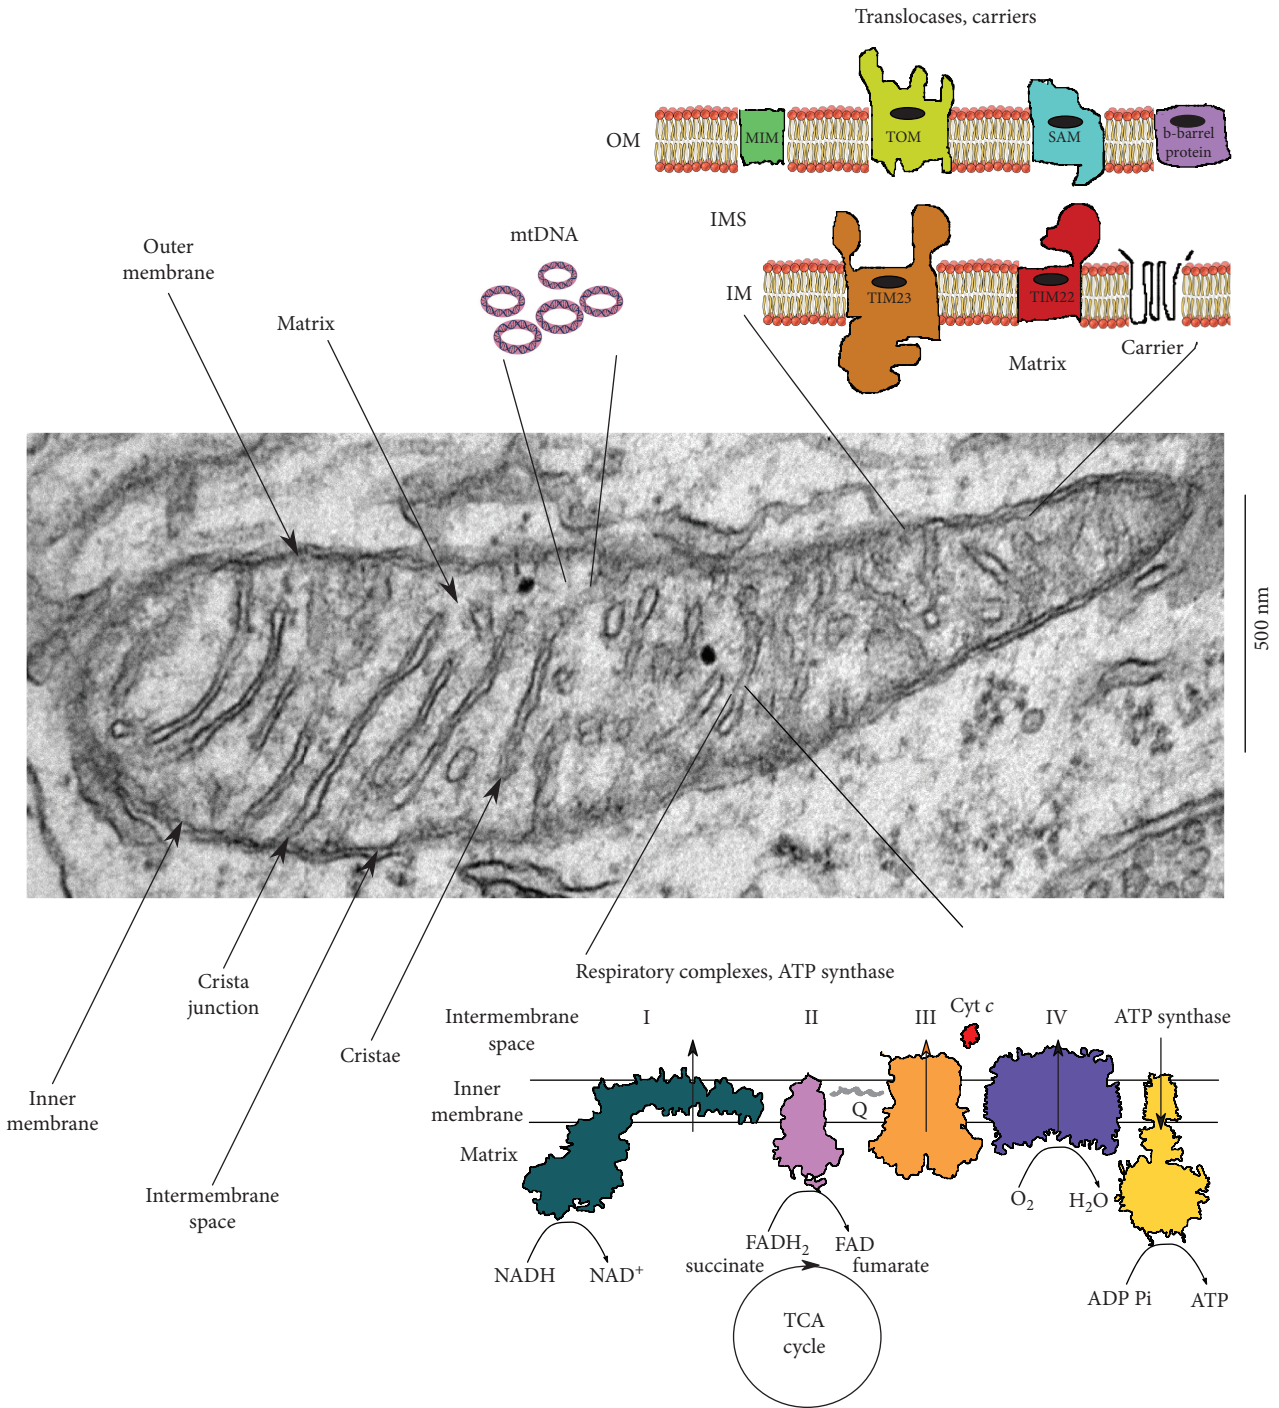 Translocases, carriers
OM
MIM
TOM
SAM
b-barrel
protein
IMS
IM
TIM23
TIM22
Matrix
Carrier
mtDNA
Outer
membrane
Matrix
500 nm
Crista
junction
Cristae
Inner
membrane
Intermembrane
space
Respiratory complexes, ATP synthase
Intermembrane
space
I
II
III
Cyt c
IV
ATP synthase
Inner
membrane
Q
Matrix
O₂
H₂O
NADH
NAD⁺
FADH₂
FAD
succinate
fumarate
ADP Pi
ATP
TCA
cycle